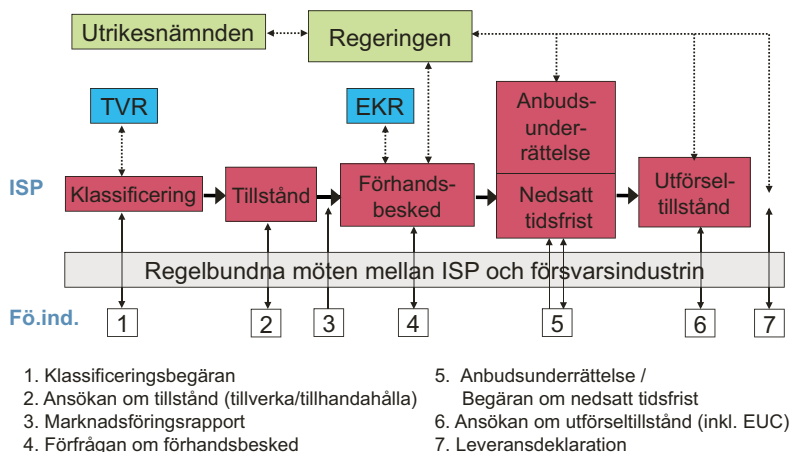 Utrikesnämnden
Regeringen
TVR
EKR
Anbuds-
under-
rättelse
ISP
Klassificering
Tillstånd
Förhands-
besked
Nedsatt
tidsfrist
Utförsel-
tillstånd
Regelbundna möten mellan ISP och försvarsindustrin
Fö.ind.
1
2
3
4
5
6
7
1. Klassificeringsbegäran
2. Ansökan om tillstånd (tillverka/tillhandahålla)
3. Marknadsföringsrapport
4. Förfrågan om förhandsbesked
5. Anbudsunderrättelse /
Begäran om nedsatt tidsfrist
6. Ansökan om utförseltillstånd (inkl. EUC)
7. Leveransdeklaration